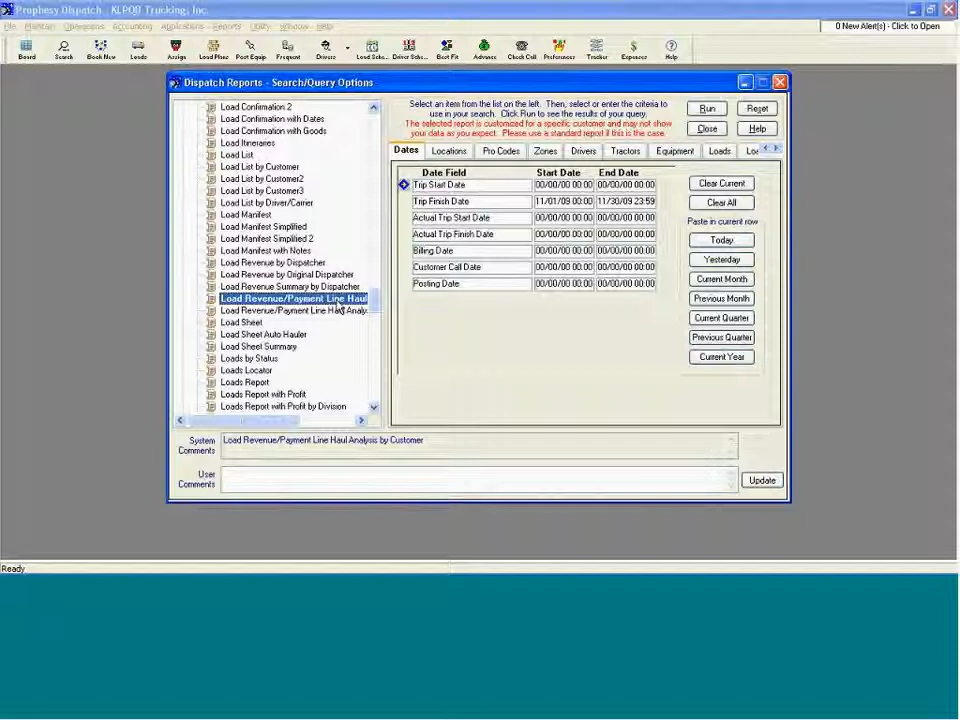 Prophesy Dispatch - KLPQB Trucking, Inc.
File Maintain Operations Accounting Applications Reports Utility Window Help
0 New Alert(s) - Click to Open
Board Search Book New Loads Assign Load Plans Post Equip Frequent Drivers Load Sche... Driver Sche... Best Fit Advance Check Call Preferences Tracker Expenses Help
Dispatch Reports - Search/Query Options
Load Confirmation 2
Load Confirmation with Dates
Load Confirmation with Goods
Load Itineraries
Load List
Load List by Customer
Load List by Customer2
Load List by Customer3
Load List by Driver/Carrier
Load Manifest
Load Manifest Simplified
Load Manifest Simplified 2
Load Manifest with Notes
Load Revenue by Dispatcher
Load Revenue by Original Dispatcher
Load Revenue Summary by Dispatcher
Load Revenue/Payment Line Haul
Load Revenue/Payment Line Haul Analy
Load Sheet
Load Sheet Auto Hauler
Load Sheet Summary
Loads by Status
Loads Locator
Loads Report
Loads Report with Profit
Loads Report with Profit by Division
Select an item from the list on the left. Then, select or enter the criteria to
use in your search. Click Run to see the results of your query.
The selected report is customized for a specific customer and may not show
your data as you expect. Please use a standard report if this is the case.
Run Reset
Close Help
Dates Locations Pro Codes Zones Drivers Tractors Equipment Loads Loa
Date Field Start Date End Date
Trip Start Date 00/00/00 00:00 00/00/00 00:00
Trip Finish Date 11/01/09 00:00 11/30/09 23:59
Actual Trip Start Date 00/00/00 00:00 00/00/00 00:00
Actual Trip Finish Date 00/00/00 00:00 00/00/00 00:00
Billing Date 00/00/00 00:00 00/00/00 00:00
Customer Call Date 00/00/00 00:00 00/00/00 00:00
Posting Date 00/00/00 00:00 00/00/00 00:00
Clear Current
Clear All
Paste in current row
Today
Yesterday
Current Month
Previous Month
Current Quarter
Previous Quarter
Current Year
System
Comments
Load Revenue/Payment Line Haul Analysis by Customer
User
Comments
Update
Ready